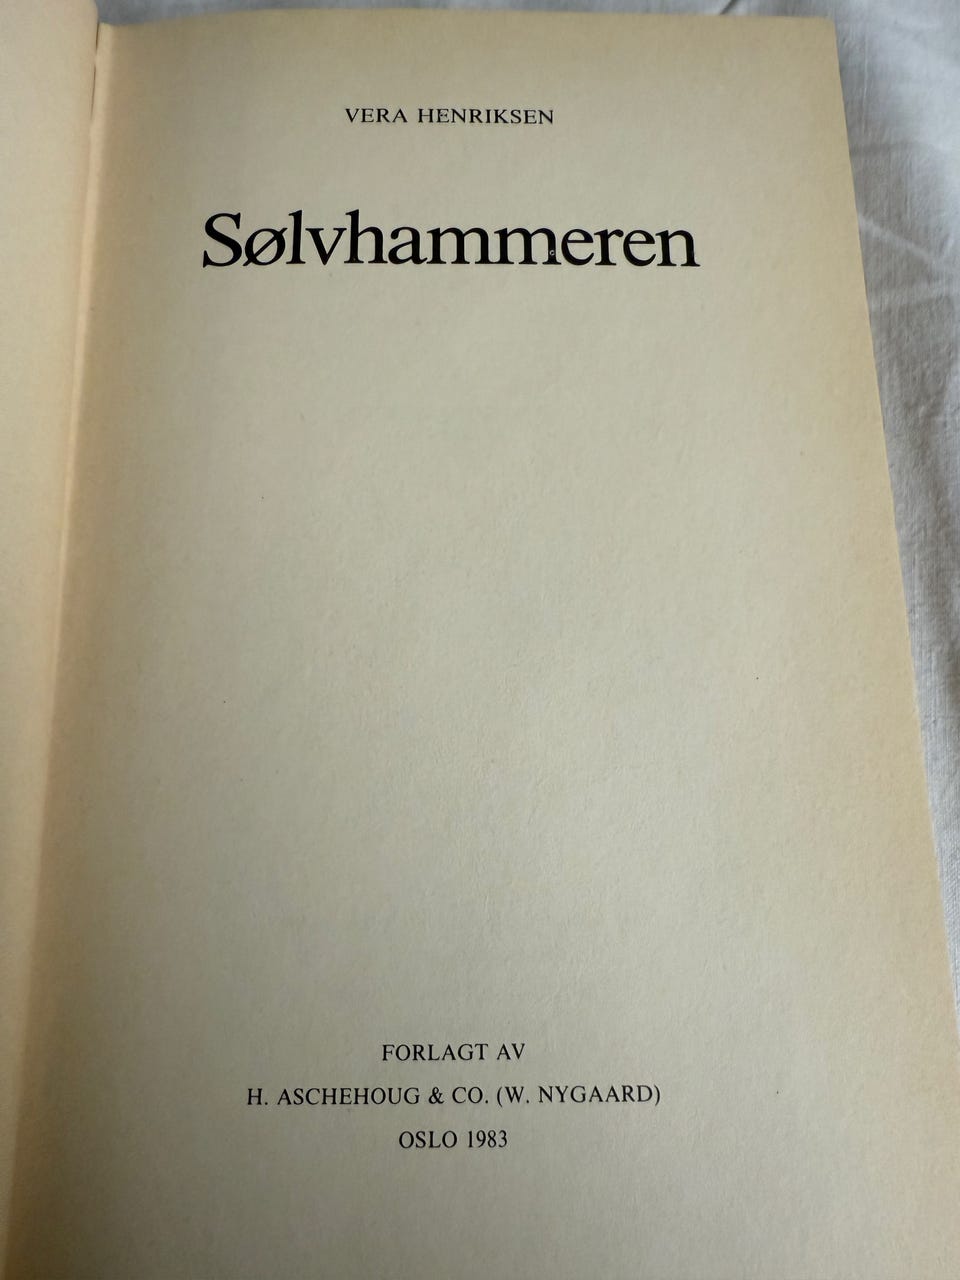 VERA HENRIKSEN
Sølvhammeren
FORLAGT AV
H. ASCHEHOUG & CO. (W. NYGAARD)
OSLO 1983